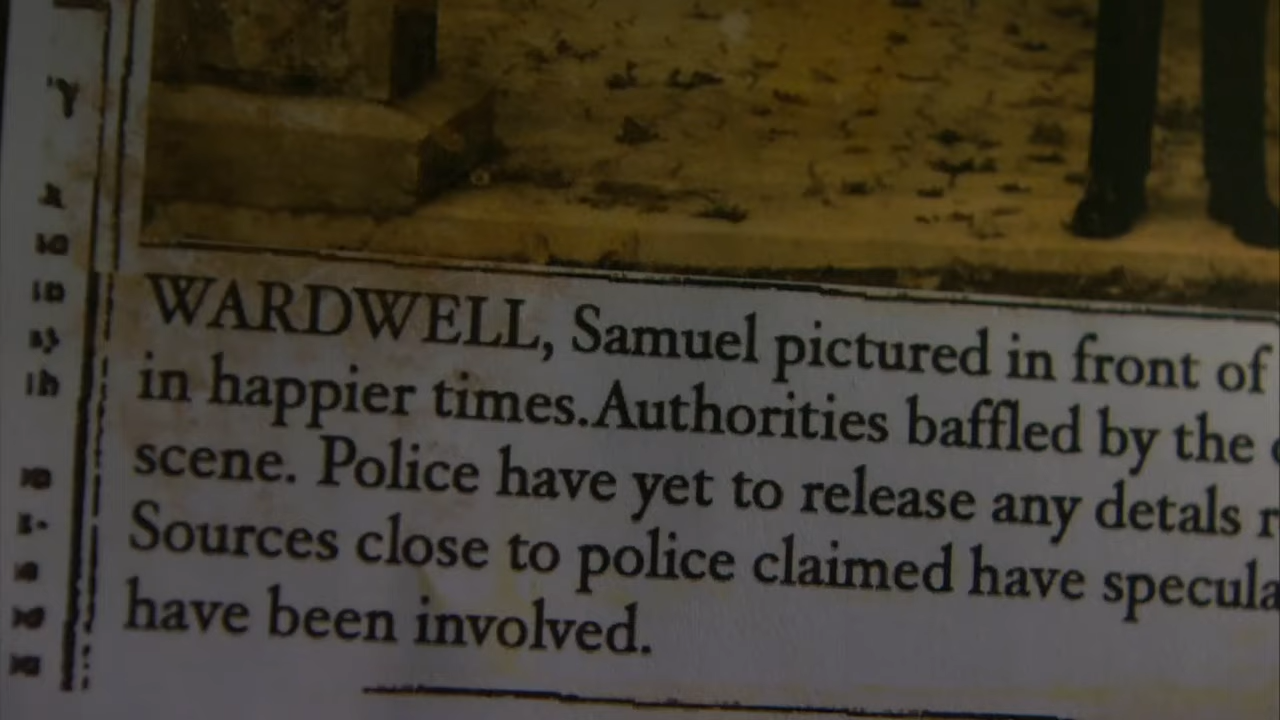 WARDWELL, Samuel pictured in front of
in happier times.Authorities baffled by the
scene. Police have yet to release any detals
Sources close to police claimed have specula
have been involved.